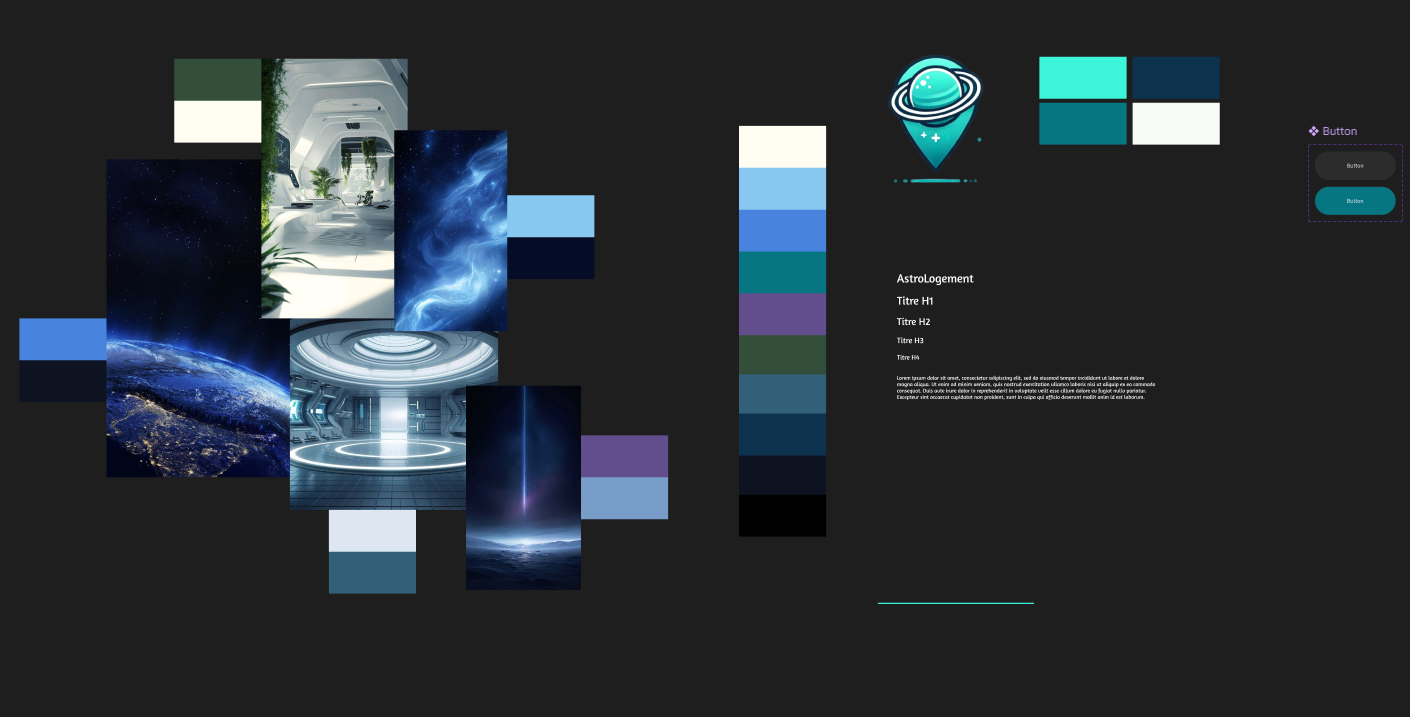 Button
Button
Button
AstroLogement
Titre H1
Titre H2
Titre H3
Titre H4
Lorem ipsum dolor sit amet, consectetur adipiscing elit, sed do eiusmod tempor incididunt ut labore et dolore
magna aliqua. Ut enim ad minim veniam, quis nostrud exercitation ullamco laboris nisi ut aliquip ex ea commodo
consequat. Duis aute irure dolor in reprehenderit in voluptate velit esse cillum dolore eu fugiat nulla pariatur.
Excepteur sint occaecat cupidatat non proident, sunt in culpa qui officia deserunt mollit anim id est laborum.